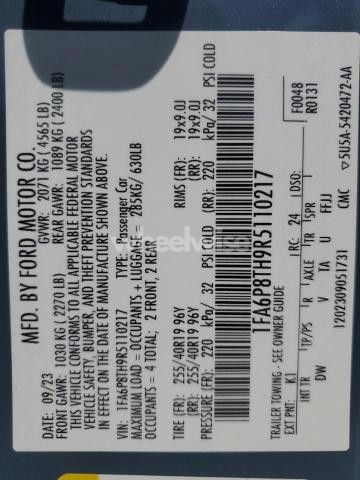 MFD. BY FORD MOTOR CO.
DATE: 09/23 GVWR: 2071 KG ( 4565 LB)
FRONT GAWR: 1030 KG ( 2270 LB) REAR GAWR: 1089 KG ( 2400 LB)
THIS VEHICLE CONFORMS TO ALL APPLICABLE FEDERAL MOTOR
VEHICLE SAFETY, BUMPER, AND THEFT PREVENTION STANDARDS
IN EFFECT ON THE DATE OF MANUFACTURE SHOWN ABOVE.
VIN: 1FA6P8TH9R5110217 TYPE: Passenger Car
MAXIMUM LOAD = OCCUPANTS + LUGGAGE = 285KG/ 630LB
OCCUPANTS = 4 TOTAL; 2 FRONT, 2 REAR
TIRE (FR): 255/40R19 96Y RIMS (FR): 19x9.0J
TIRE (RR): 255/40R19 96Y (RR): 19x9.0J
PRESSURE (FR): 220 kPa/ 32 PSI COLD (RR): 220 kPa/ 32 PSI COLD
1FA6P8TH9R5110217
TRAILER TOWING - SEE OWNER GUIDE F0048
EXT PNT: K1 RC: 24 DSO: R0131
TP/PS R AXLE TR SPR
V TA U FFJJ
DW
1202309051731 CMC 5U5A-5420472-AA
wheelwise